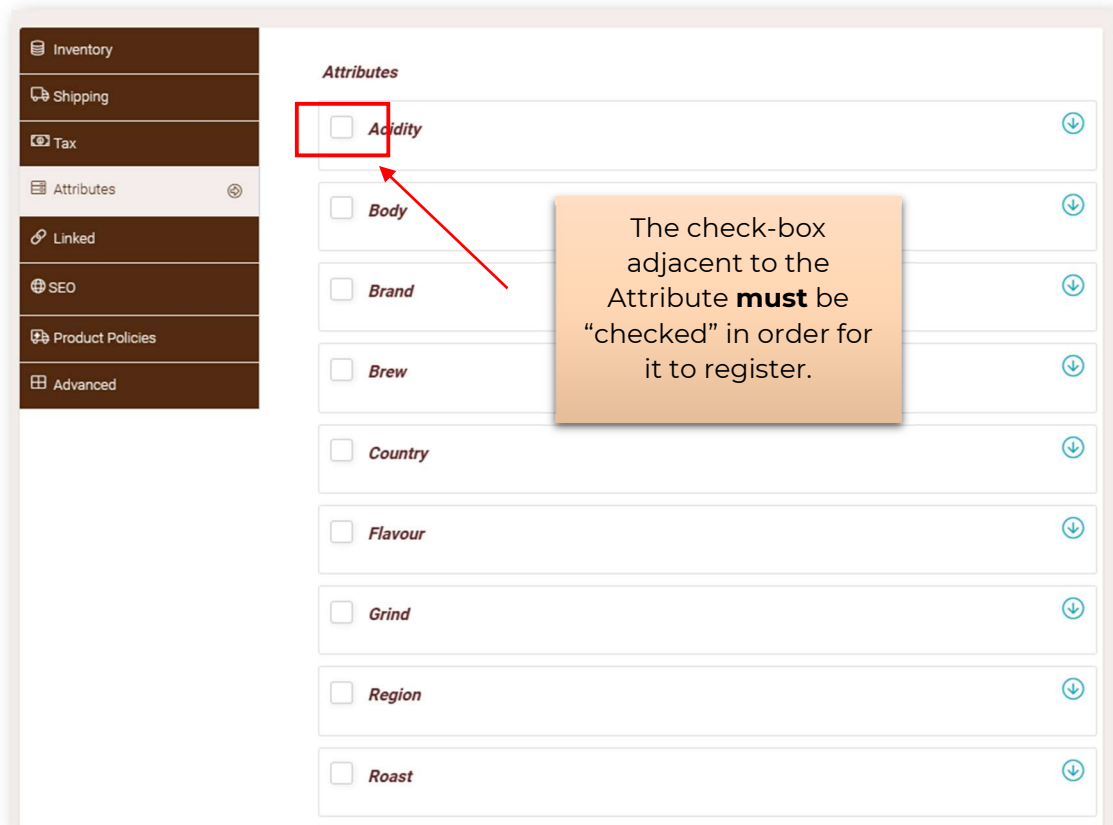 Inventory
Shipping
Tax
Attributes
Linked
SEO
Product Policies
Advanced
Attributes
Acidity
Body
Brand
Brew
Country
Flavour
Grind
Region
Roast
The check-box
adjacent to the
Attribute must be
“checked” in order for
it to register.